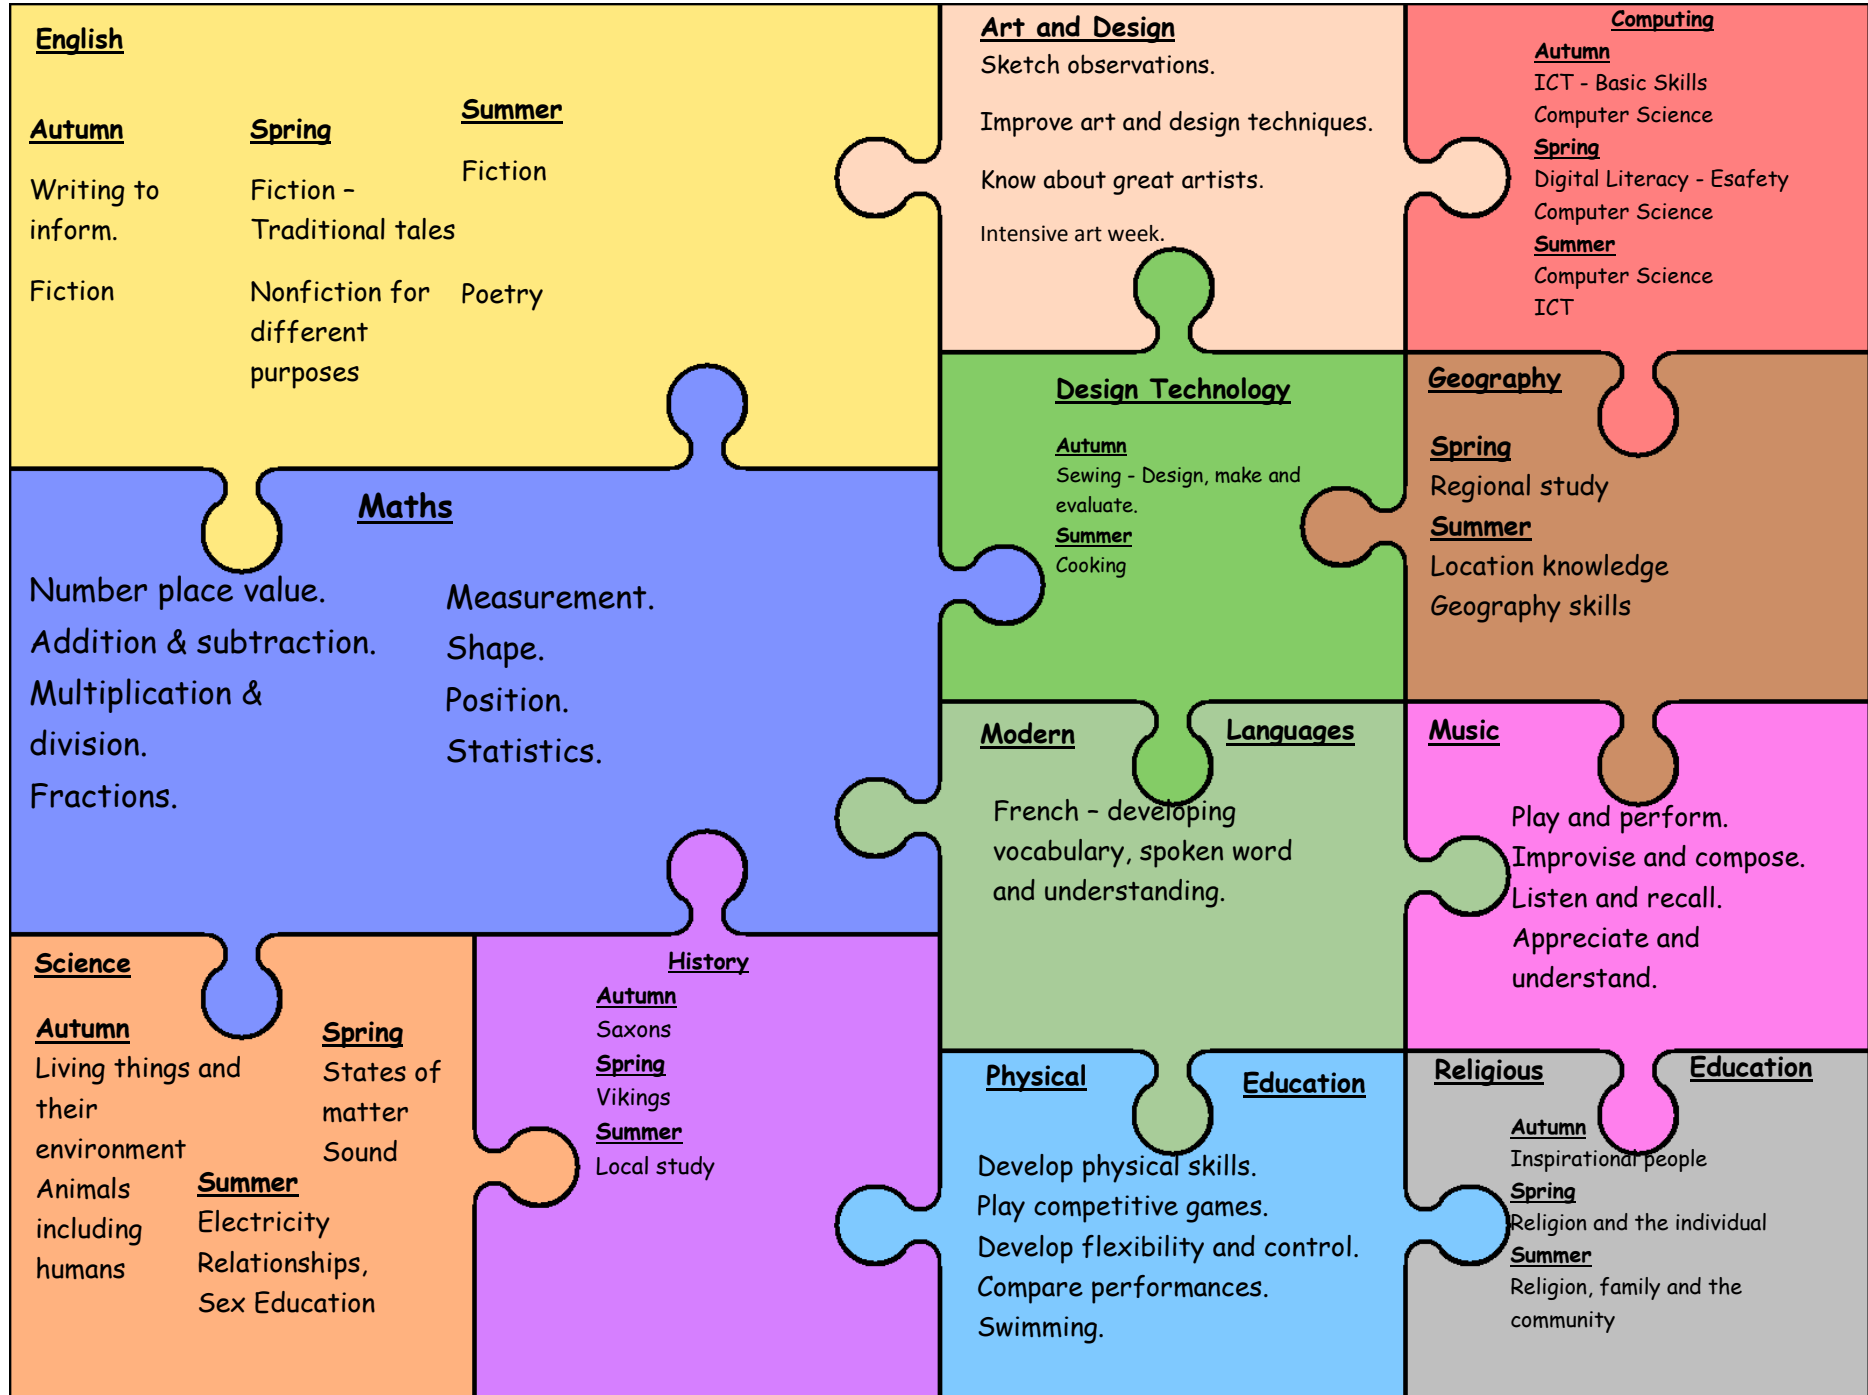 English
Autumn
Writing to
inform.
Fiction
Spring
Fiction –
Traditional tales
Nonfiction for
different
purposes
Summer
Fiction
Poetry
Art and Design
Sketch observations.
Improve art and design techniques.
Know about great artists.
Intensive art week.
Computing
Autumn
ICT - Basic Skills
Computer Science
Spring
Digital Literacy - Esafety
Computer Science
Summer
Computer Science
ICT
Maths
Number place value.
Addition & subtraction.
Multiplication &
division.
Fractions.
Measurement.
Shape.
Position.
Statistics.
Design Technology
Autumn
Sewing - Design, make and
evaluate.
Summer
Cooking
Geography
Spring
Regional study
Summer
Location knowledge
Geography skills
Modern Languages
French – developing
vocabulary, spoken word
and understanding.
Music
Play and perform.
Improvise and compose.
Listen and recall.
Appreciate and
understand.
Science
Autumn
Living things and
their
environment
Animals
including
humans
Spring
States of
matter
Sound
Summer
Electricity
Relationships,
Sex Education
History
Autumn
Saxons
Spring
Vikings
Summer
Local study
Physical Education
Develop physical skills.
Play competitive games.
Develop flexibility and control.
Compare performances.
Swimming.
Religious Education
Autumn
Inspirational people
Spring
Religion and the individual
Summer
Religion, family and the
community